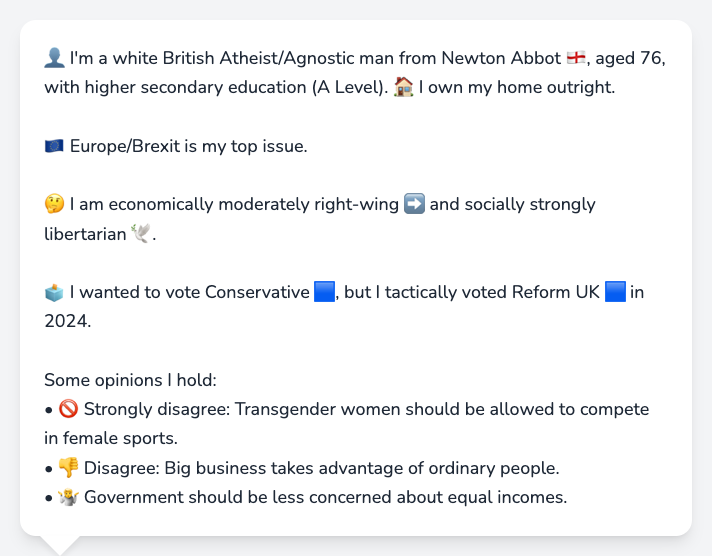 👤 I'm a white British Atheist/Agnostic man from Newton Abbot 🏴󠁧󠁢󠁥󠁮󠁧󠁿, aged 76,
with higher secondary education (A Level). 🏠 I own my home outright.
🇪🇺 Europe/Brexit is my top issue.
🤔 I am economically moderately right-wing ➡️ and socially strongly
libertarian 🕊️.
🗳️ I wanted to vote Conservative 🟦, but I tactically voted Reform UK 🟦 in
2024.
Some opinions I hold:
• 🚫 Strongly disagree: Transgender women should be allowed to compete
in female sports.
• 👎 Disagree: Big business takes advantage of ordinary people.
• 🤷 Government should be less concerned about equal incomes.